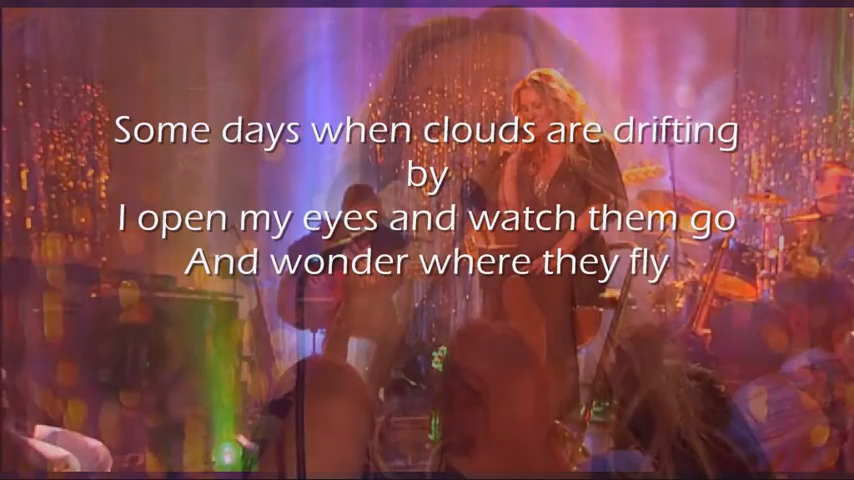 Some days when clouds are drifting
by
I open my eyes and watch them go
And wonder where they fly